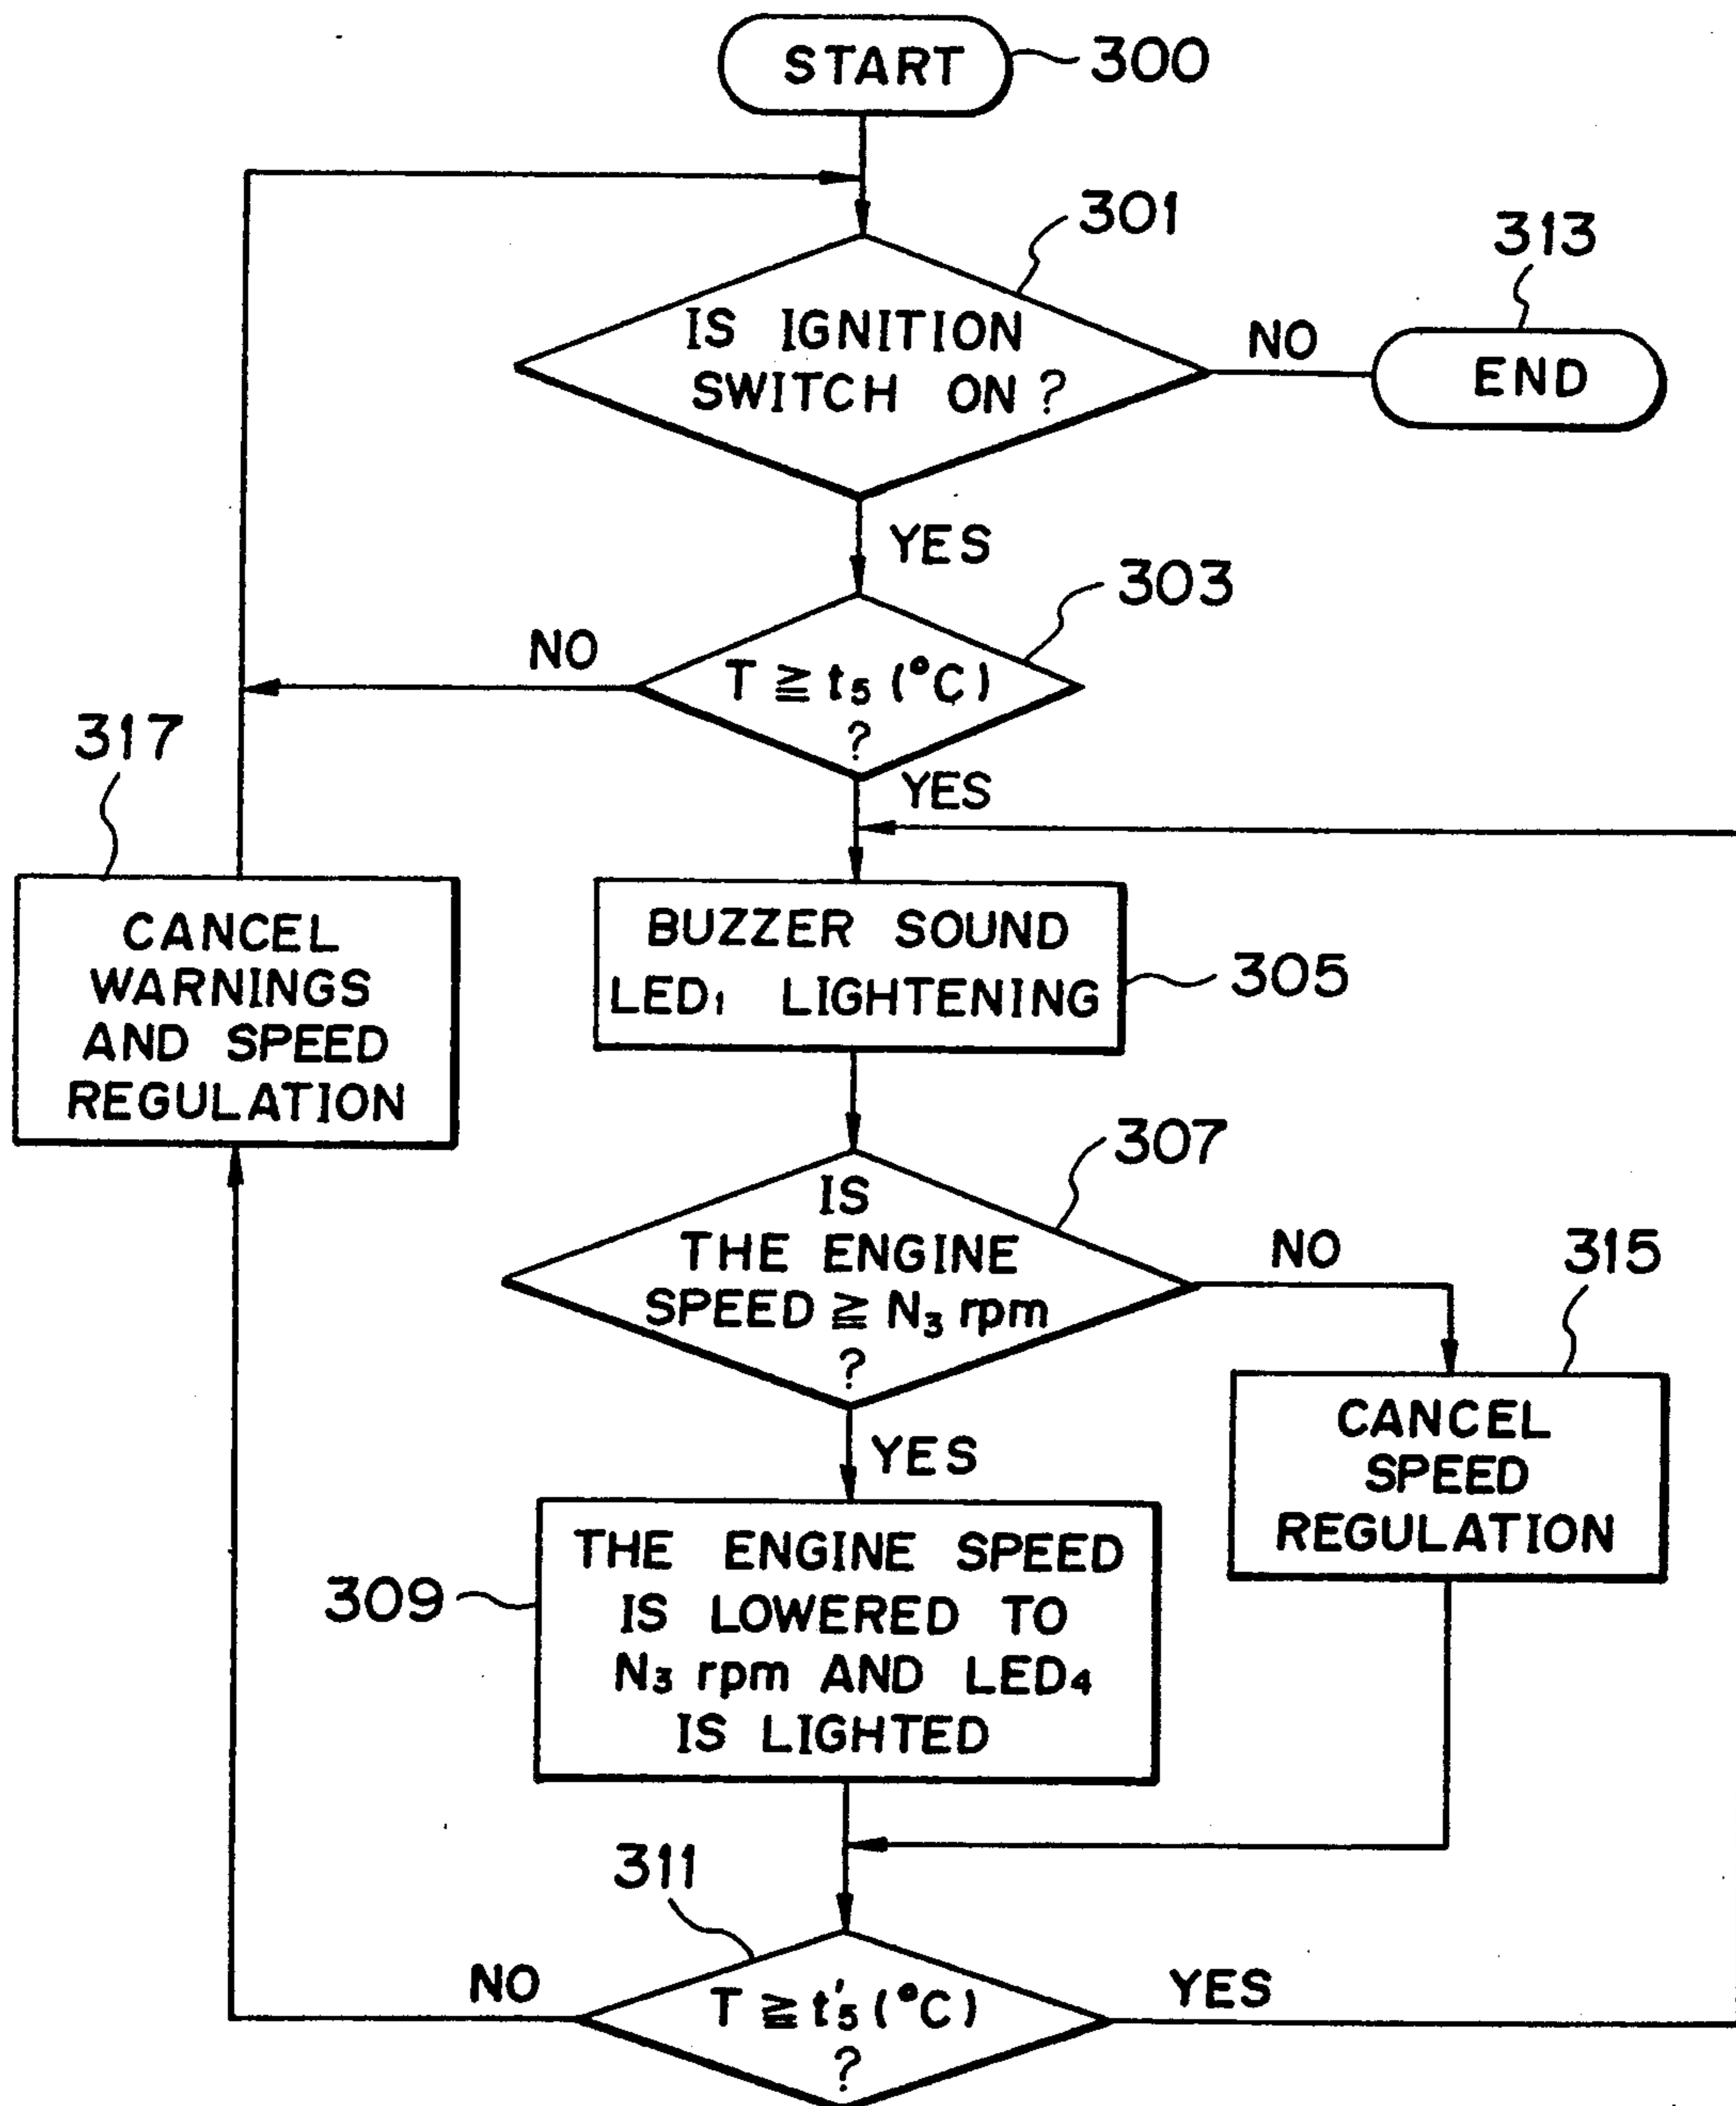 START
300
301
313
IS IGNITION
SWITCH ON ?
NO
END
YES
303
NO
T ≧ t₅ (°C)
?
317
YES
CANCEL
WARNINGS
AND SPEED
REGULATION
BUZZER SOUND
LED₁ LIGHTENING
305
307
IS
THE ENGINE
SPEED ≧ N₃ rpm
?
NO
315
YES
CANCEL
SPEED
REGULATION
309
THE ENGINE SPEED
IS LOWERED TO
N₃ rpm AND LED₄
IS LIGHTED
311
NO
T ≧ t'₅ (°C)
?
YES